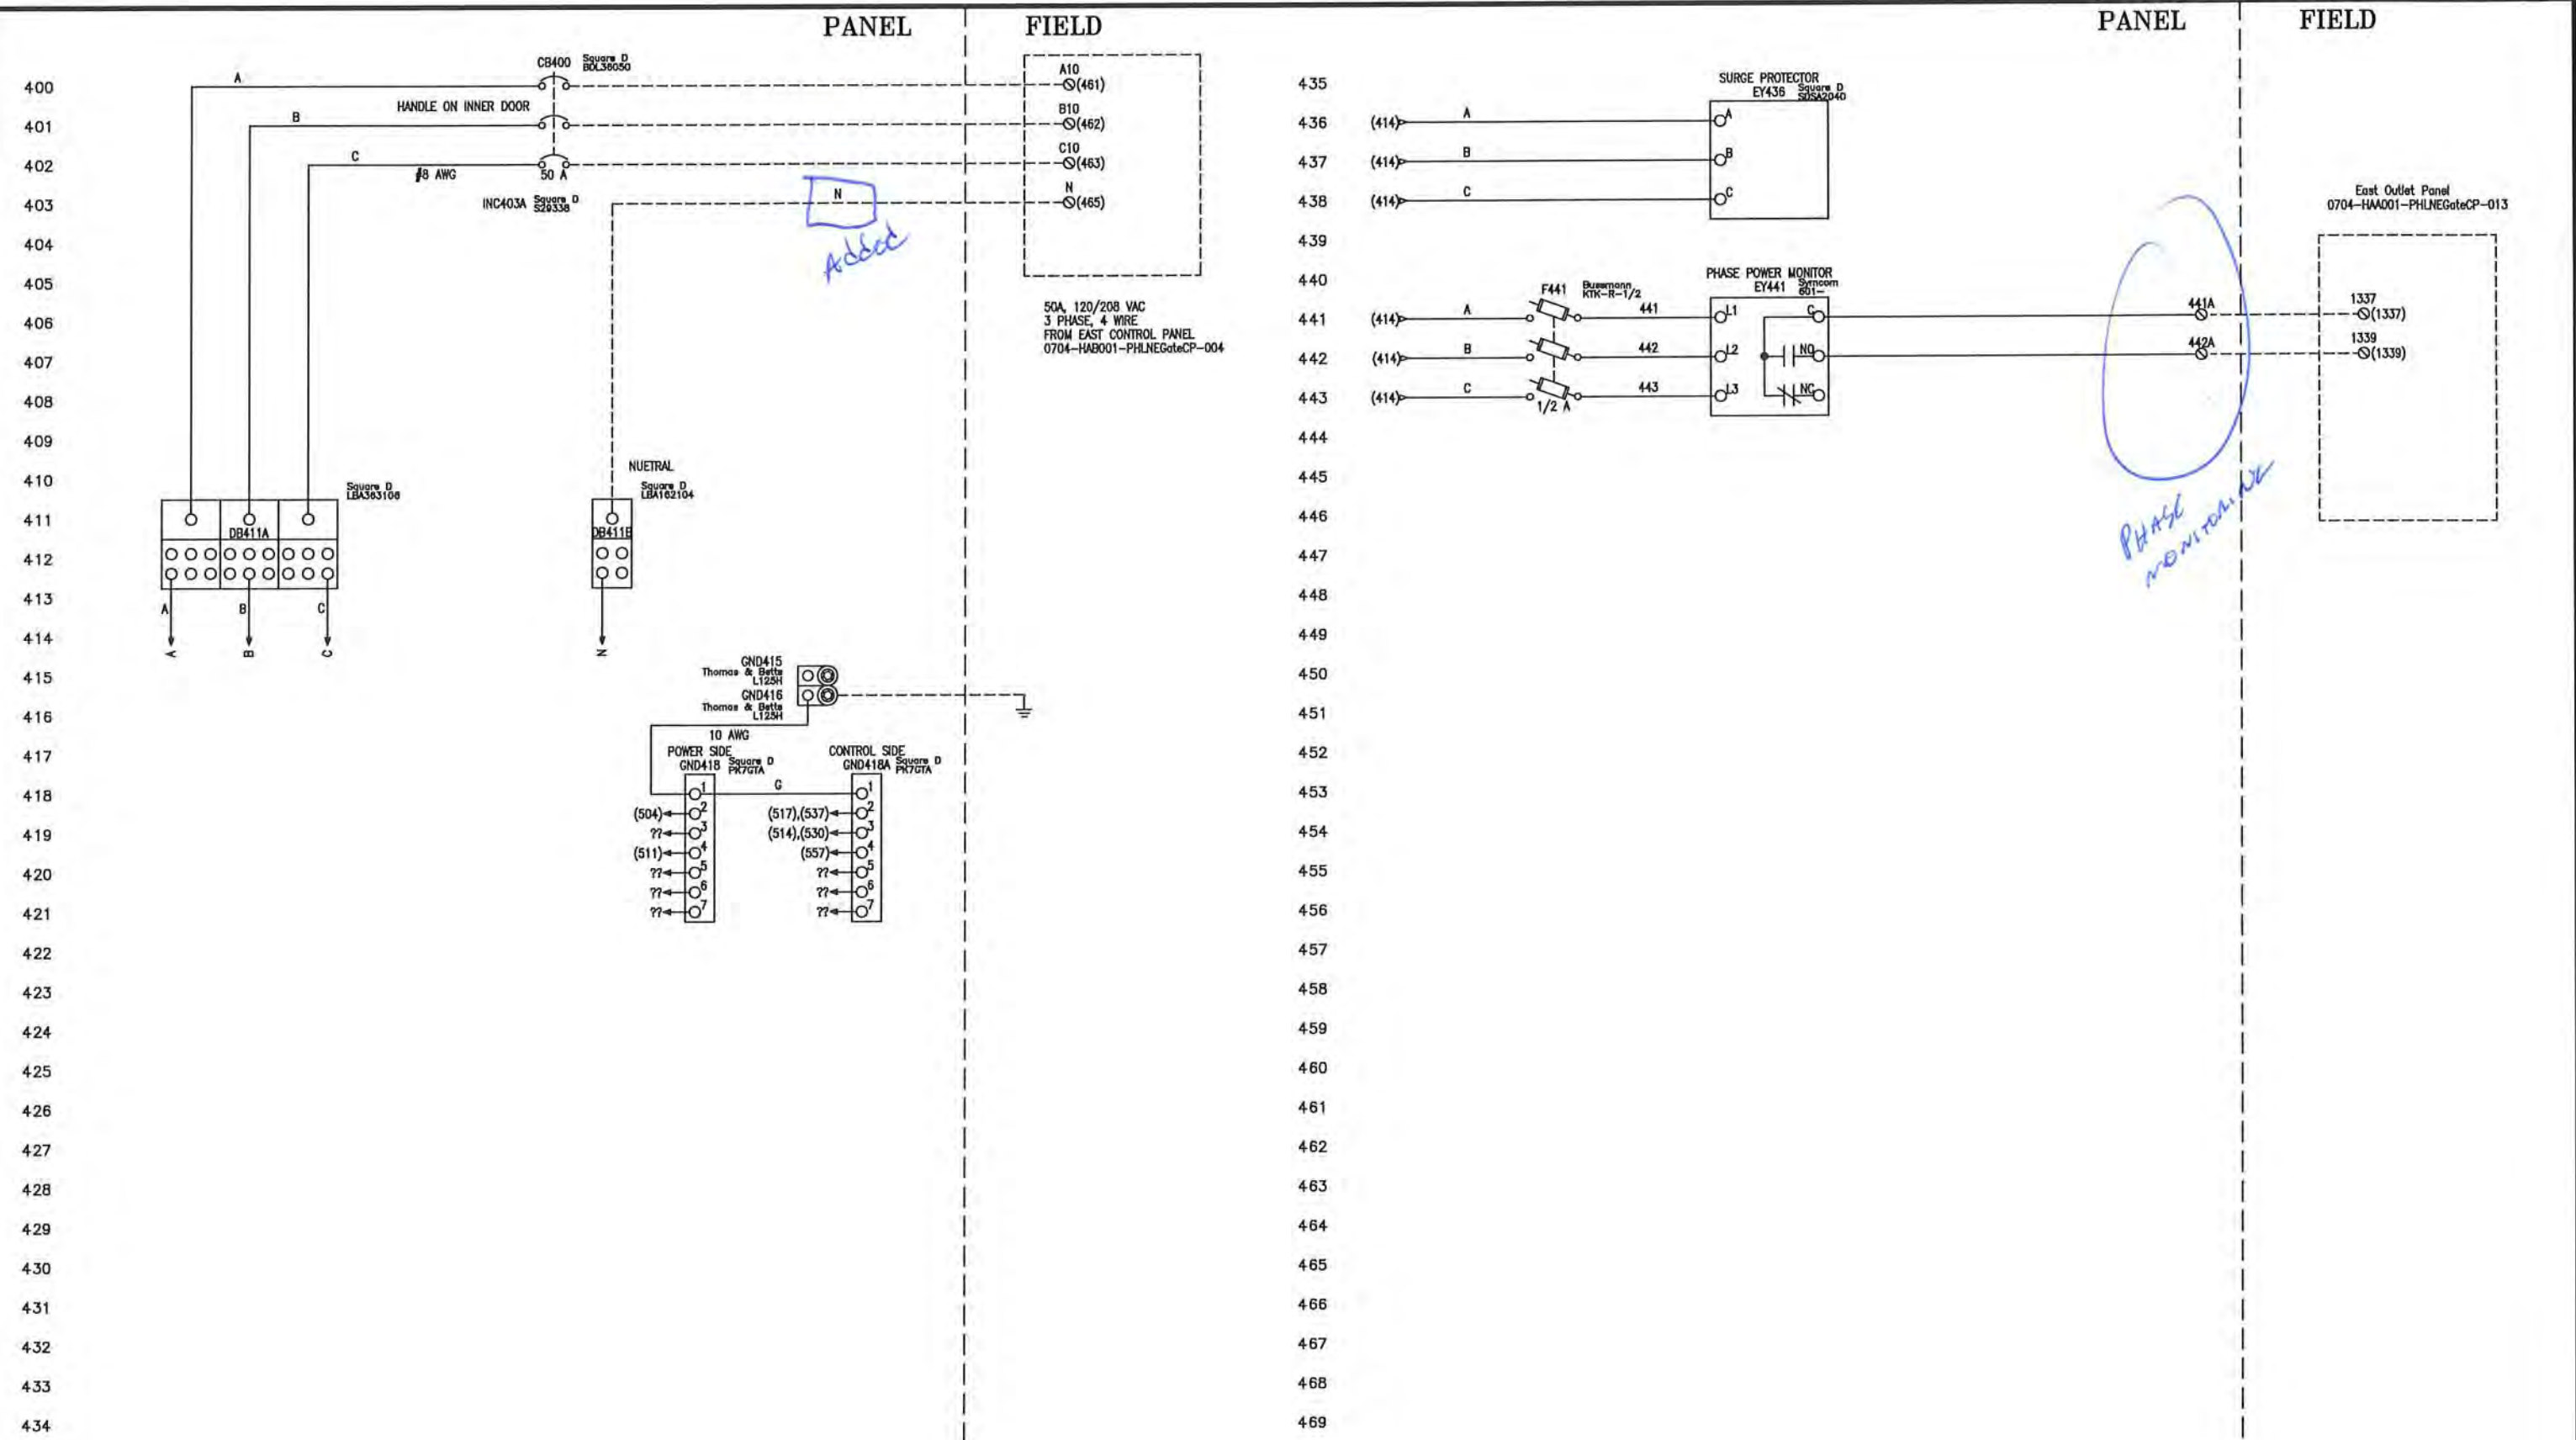 PANEL
FIELD
400
401
402
403
404
405
406
407
408
409
410
411
412
413
414
415
416
417
418
419
420
421
422
423
424
425
426
427
428
429
430
431
432
433
434
A
HANDLE ON INNER DOOR
B
C
#8 AWG
CB400
Square D
BDL36050
50 A
INC403A
Square D
S29338
N
Added
A10
(461)
B10
(462)
C10
(463)
N
(465)
50A, 120/208 VAC
3 PHASE, 4 WIRE
FROM EAST CONTROL PANEL
0704-HAB001-PHLNEGateCP-004
Square D
LBA363106
DB411A
A
B
C
A
B
C
NUETRAL
Square D
LBA162104
DB411B
N
GND415
Thomas & Betts
L125H
GND416
Thomas & Betts
L125H
10 AWG
POWER SIDE
GND418
Square D
PK7GTA
CONTROL SIDE
GND418A
Square D
PK7GTA
G
1
(504) 2
?? 3
(511) 4
?? 5
?? 6
?? 7
1
(517),(537) 2
(514),(530) 3
(557) 4
?? 5
?? 6
?? 7
PANEL
FIELD
435
436
437
438
439
440
441
442
443
444
445
446
447
448
449
450
451
452
453
454
455
456
457
458
459
460
461
462
463
464
465
466
467
468
469
SURGE PROTECTOR
EY436
Square D
SDSA2040
(414) A A
(414) B B
(414) C C
F441
Bussmann
KTK-R-1/2
PHASE POWER MONITOR
EY441
Symcom
601-
(414) A 441 L1 C
(414) B 442 L2 NO
(414) C 443 L3 NC
1/2 A
441A
442A
PHASE
MONITORING
East Outlet Panel
0704-HAA001-PHLNEGateCP-013
1337
(1337)
1339
(1339)